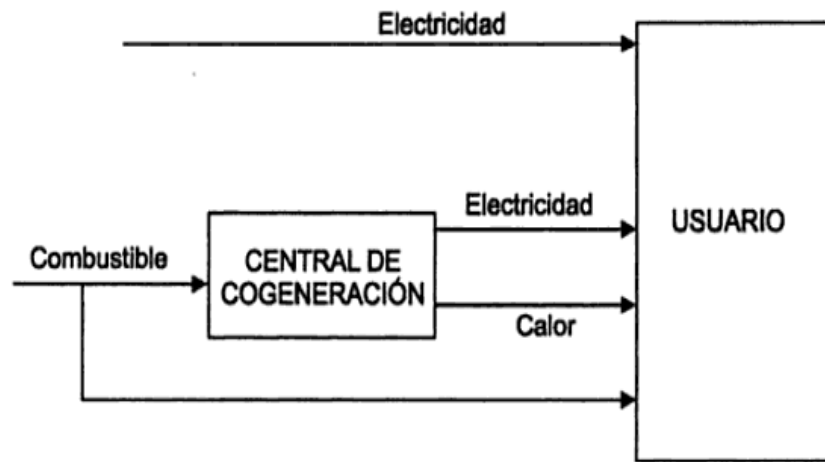 Electricidad
Electricidad
USUARIO
Combustible
CENTRAL DE
COGENERACIÓN
Calor